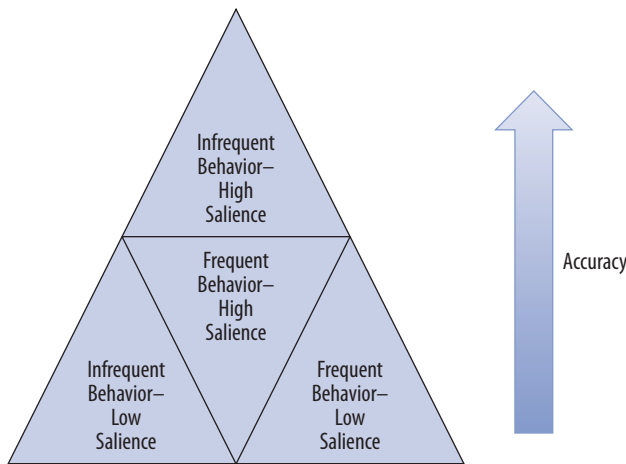 Infrequent
Behavior–
High
Salience
Frequent
Behavior–
High
Salience
Accuracy
Infrequent
Behavior–
Low
Salience
Frequent
Behavior–
Low
Salience